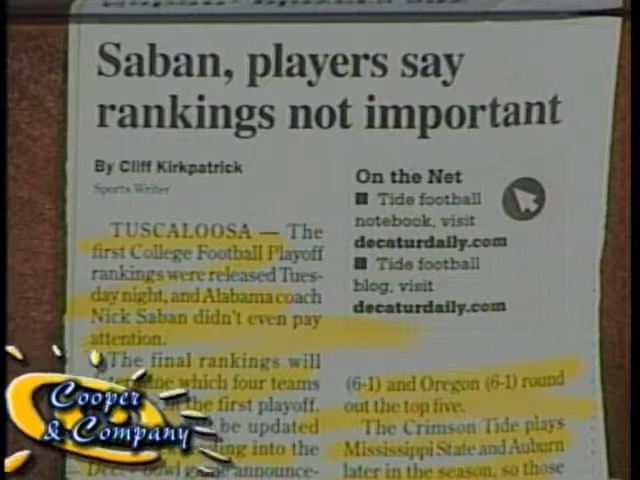 Saban, players say
rankings not important
By Cliff Kirkpatrick
Sports Writer
TUSCALOOSA — The
first College Football Playoff
rankings were released Tues-
day night, and Alabama coach
Nick Saban didn't even pay
attention.
The final rankings will
which four teams
the first playoff.
be updated
ing into the
game announce-
On the Net
Tide football
notebook, visit
decaturdaily.com
Tide football
blog, visit
decaturdaily.com
(6-1) and Oregon (6-1) round
out the top five.
The Crimson Tide plays
Mississippi State and Auburn
later in the season, so those
Cooper
& Company